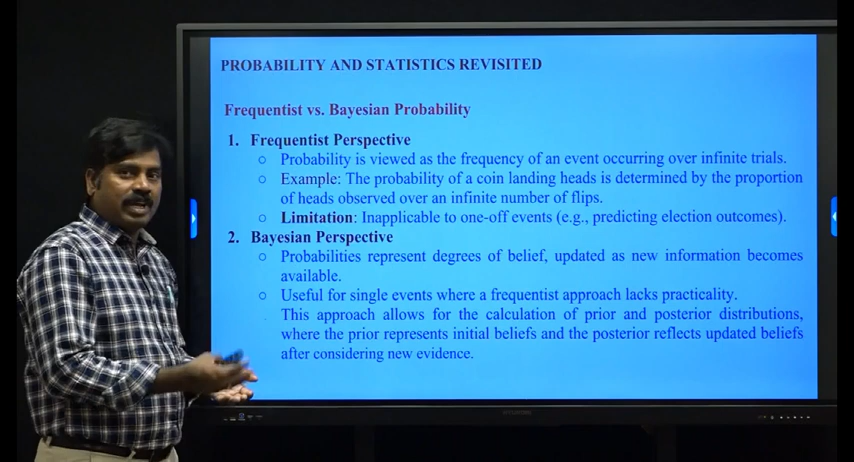 PROBABILITY AND STATISTICS REVISITED
Frequentist vs. Bayesian Probability
1. Frequentist Perspective
○ Probability is viewed as the frequency of an event occurring over infinite trials.
○ Example: The probability of a coin landing heads is determined by the proportion
of heads observed over an infinite number of flips.
○ Limitation: Inapplicable to one-off events (e.g., predicting election outcomes).
2. Bayesian Perspective
○ Probabilities represent degrees of belief, updated as new information becomes
available.
○ Useful for single events where a frequentist approach lacks practicality.
This approach allows for the calculation of prior and posterior distributions,
where the prior represents initial beliefs and the posterior reflects updated beliefs
after considering new evidence.